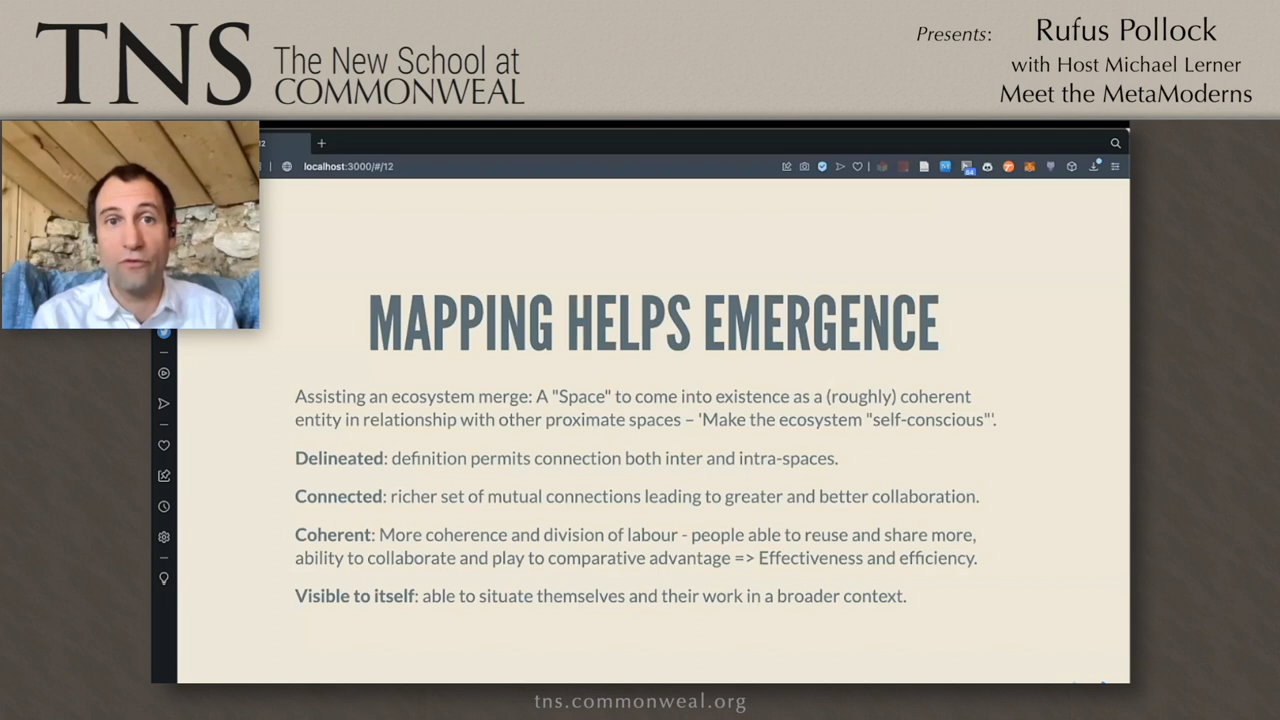 TNS
The New School at
COMMONWEAL
Presents: Rufus Pollock
with Host Michael Lerner
Meet the MetaModerns
localhost:3000/#/12
MAPPING HELPS EMERGENCE
Assisting an ecosystem merge: A "Space" to come into existence as a (roughly) coherent
entity in relationship with other proximate spaces – 'Make the ecosystem "self-conscious"'.
Delineated: definition permits connection both inter and intra-spaces.
Connected: richer set of mutual connections leading to greater and better collaboration.
Coherent: More coherence and division of labour - people able to reuse and share more,
ability to collaborate and play to comparative advantage => Effectiveness and efficiency.
Visible to itself: able to situate themselves and their work in a broader context.
tns.commonweal.org